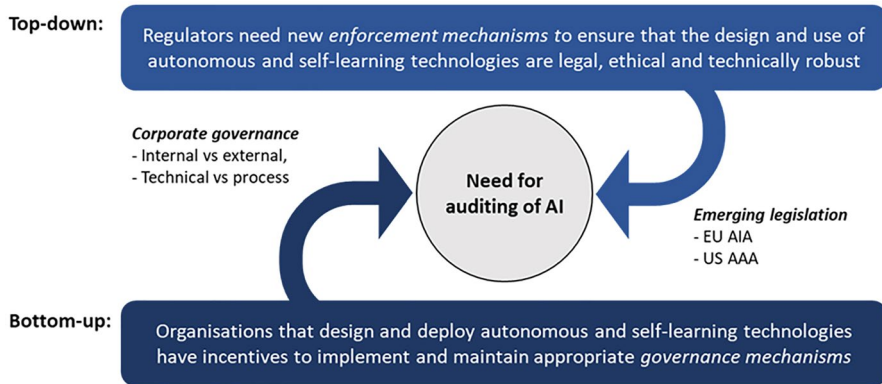 Top-down:
Regulators need new enforcement mechanisms to ensure that the design and use of
autonomous and self-learning technologies are legal, ethical and technically robust
Corporate governance
- Internal vs external,
- Technical vs process
Need for
auditing of AI
Emerging legislation
- EU AIA
- US AAA
Bottom-up:
Organisations that design and deploy autonomous and self-learning technologies
have incentives to implement and maintain appropriate governance mechanisms